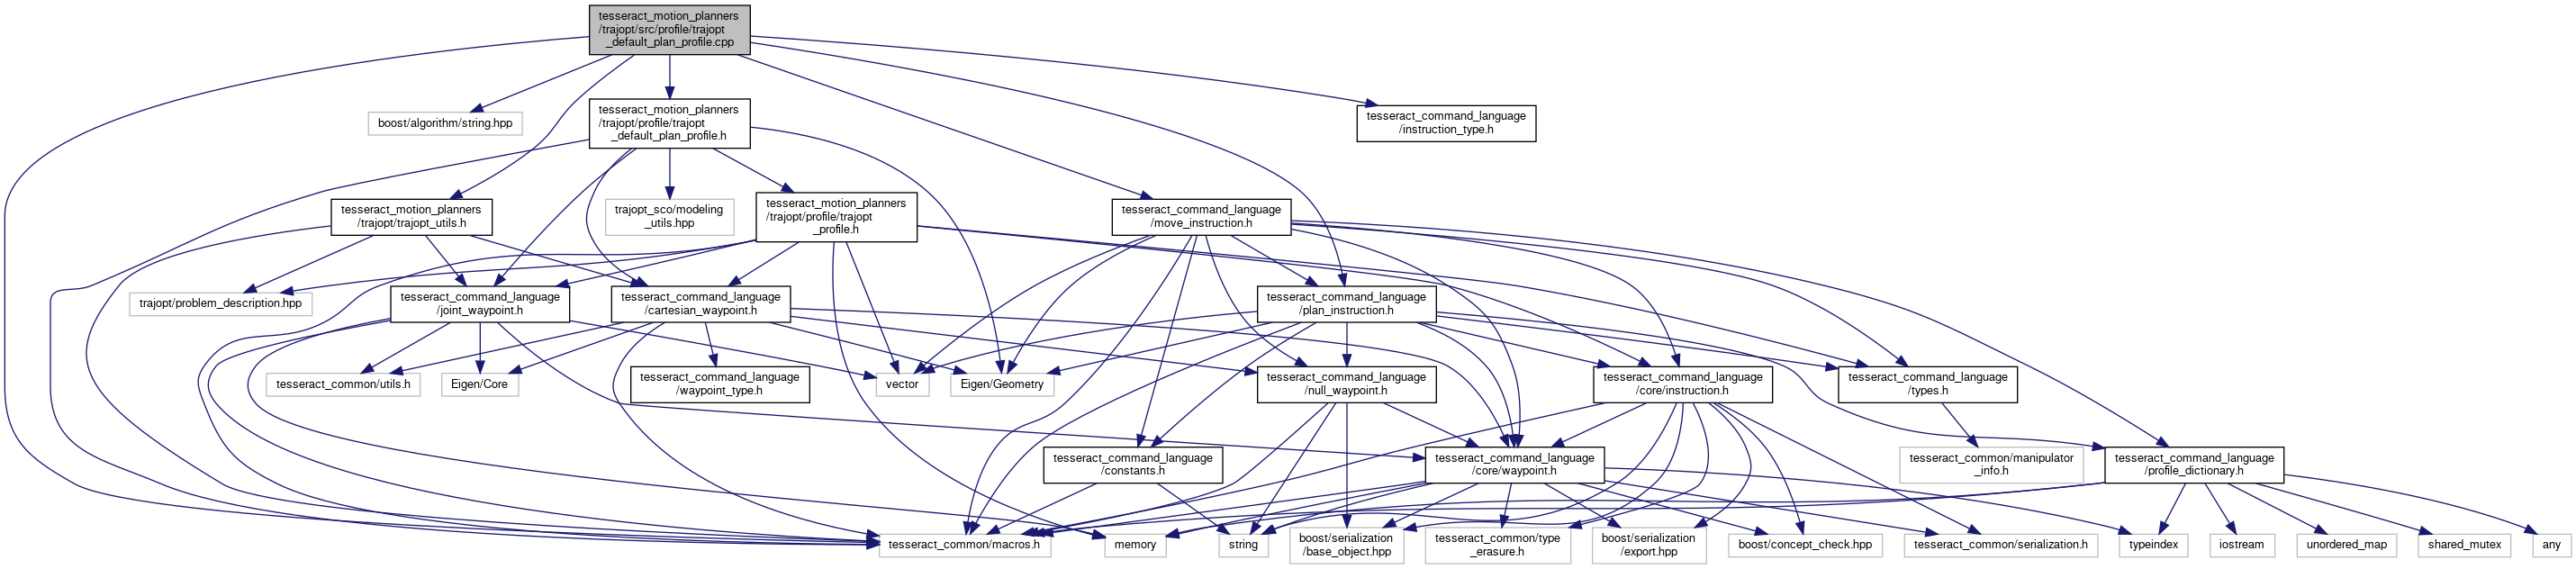 tesseract_motion_planners
/trajopt/src/profile/trajopt
_default_plan_profile.cpp
boost/algorithm/string.hpp
tesseract_motion_planners
/trajopt/profile/trajopt
_default_plan_profile.h
tesseract_command_language
/instruction_type.h
tesseract_motion_planners
/trajopt/trajopt_utils.h
trajopt_sco/modeling
_utils.hpp
tesseract_motion_planners
/trajopt/profile/trajopt
_profile.h
tesseract_command_language
/move_instruction.h
trajopt/problem_description.hpp
tesseract_command_language
/joint_waypoint.h
tesseract_command_language
/cartesian_waypoint.h
tesseract_command_language
/plan_instruction.h
tesseract_common/utils.h
Eigen/Core
tesseract_command_language
/waypoint_type.h
vector
Eigen/Geometry
tesseract_command_language
/null_waypoint.h
tesseract_command_language
/core/instruction.h
tesseract_command_language
/types.h
tesseract_command_language
/constants.h
tesseract_command_language
/core/waypoint.h
tesseract_common/manipulator
_info.h
tesseract_command_language
/profile_dictionary.h
tesseract_common/macros.h
memory
string
boost/serialization
/base_object.hpp
tesseract_common/type
_erasure.h
boost/serialization
/export.hpp
boost/concept_check.hpp
tesseract_common/serialization.h
typeindex
iostream
unordered_map
shared_mutex
any